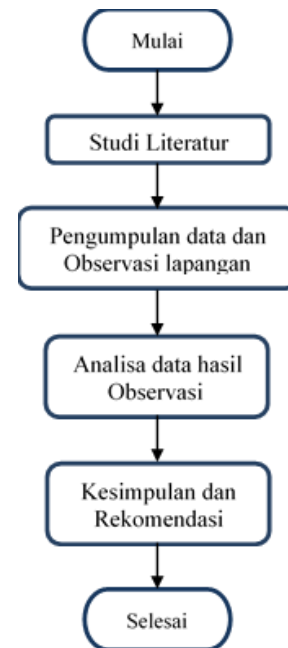 Mulai
Studi Literatur
Pengumpulan data dan
Observasi lapangan
Analisa data hasil
Observasi
Kesimpulan dan
Rekomendasi
Selesai